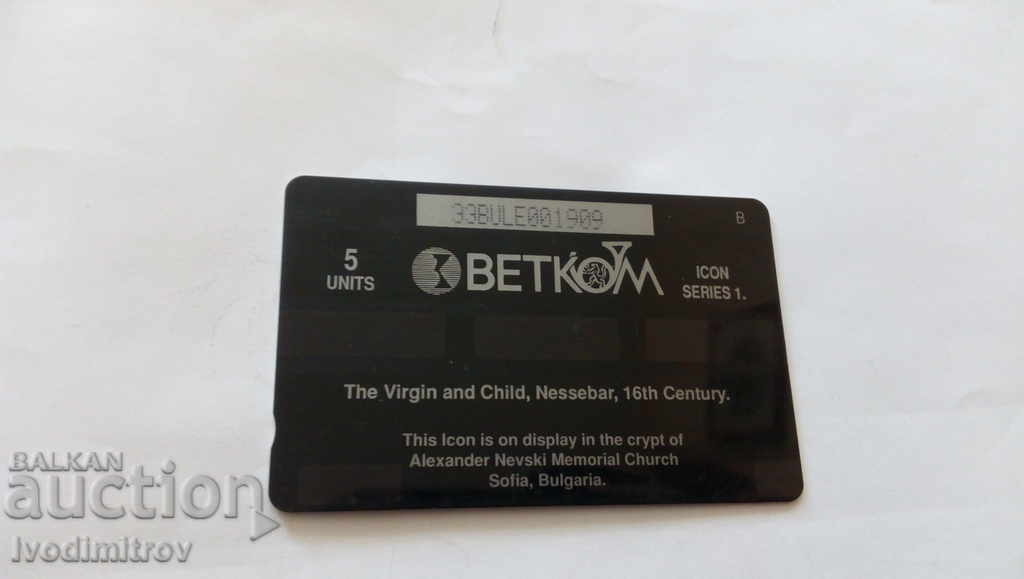 33BULE001909
B
5
UNITS
BETKOM
ICON
SERIES 1.
The Virgin and Child, Nessebar, 16th Century.
This Icon is on display in the crypt of
Alexander Nevski Memorial Church
Sofia, Bulgaria.
BALKAN
auction
Ivodimitrov